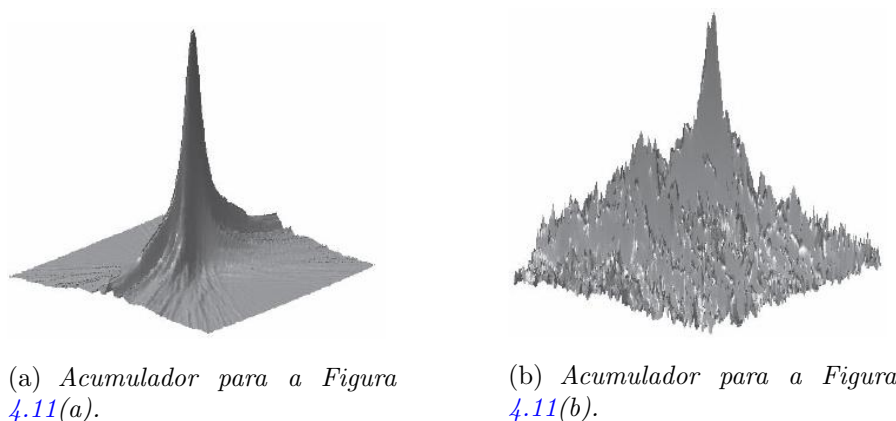 (a) Acumulador para a Figura
4.11(a).
(b) Acumulador para a Figura
4.11(b).